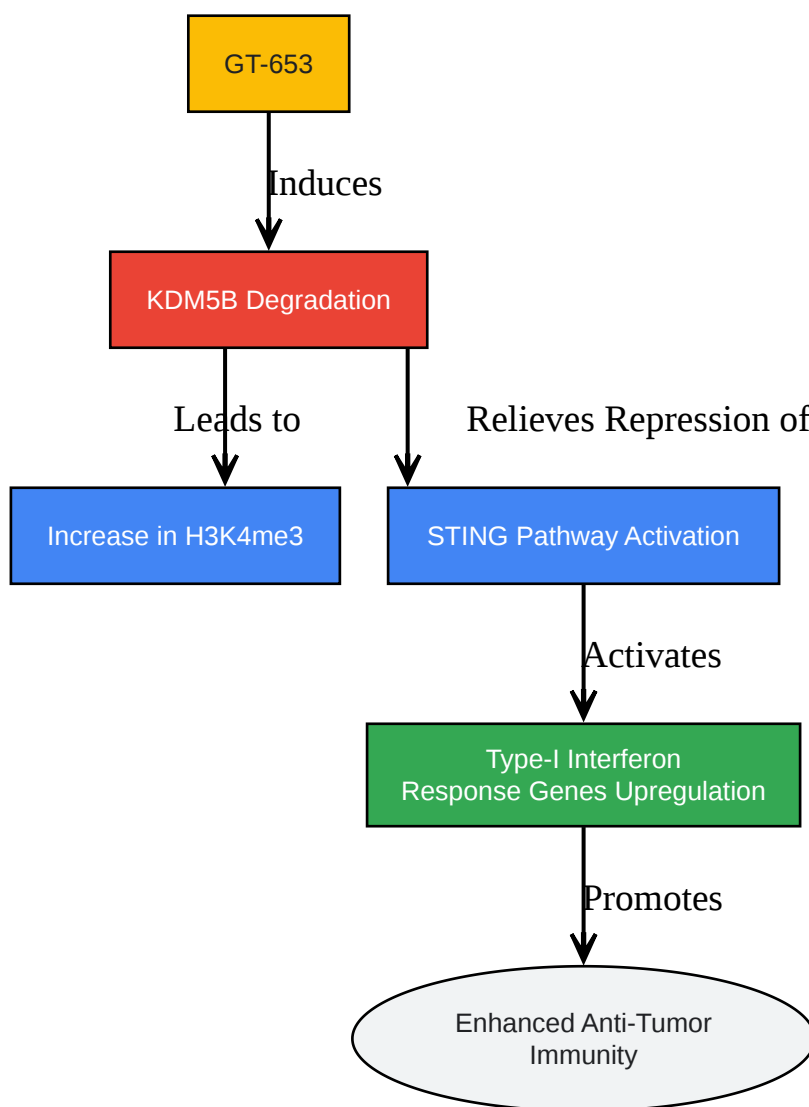 GT-653
Induces
KDM5B Degradation
Leads to
Relieves Repression of
Increase in H3K4me3
STING Pathway Activation
Activates
Type-I Interferon
Response Genes Upregulation
Promotes
Enhanced Anti-Tumor
Immunity